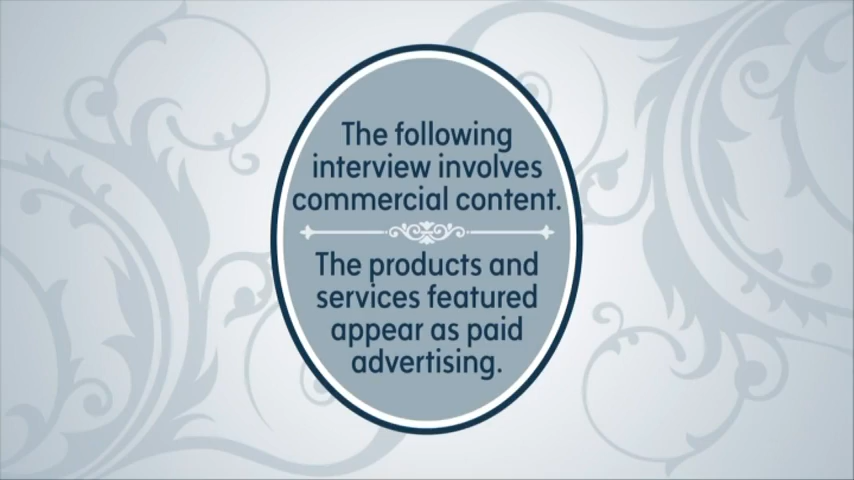 The following
interview involves
commercial content.
The products and
services featured
appear as paid
advertising.